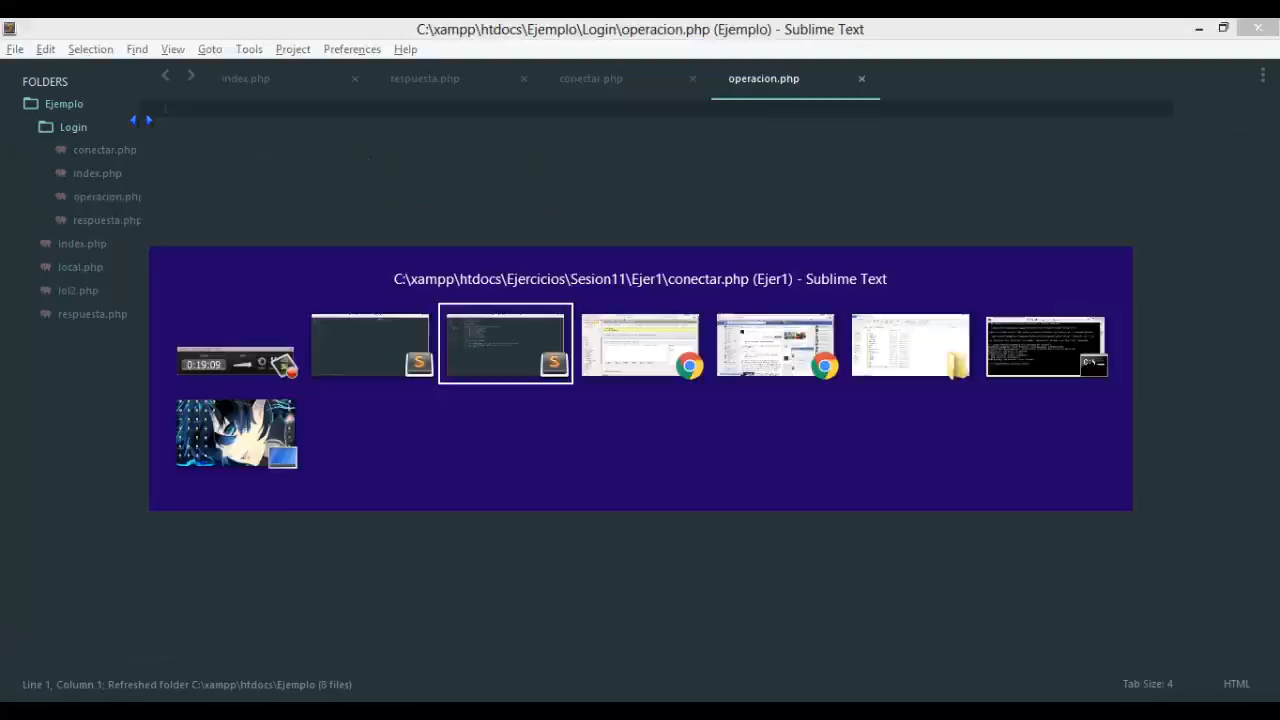 C:\xampp\htdocs\Ejemplo\Login\operacion.php (Ejemplo) - Sublime Text
File Edit Selection Find View Goto Tools Project Preferences Help
FOLDERS
index.php × respuesta.php × conectar.php × operacion.php ×
1
Ejemplo
Login
conectar.php
index.php
operacion.php
respuesta.php
index.php
local.php
lol2.php
respuesta.php
C:\xampp\htdocs\Ejercicios\Sesion11\Ejer1\conectar.php (Ejer1) - Sublime Text
0:19:09
C:\
Line 1, Column 1; Refreshed folder C:\xampp\htdocs\Ejemplo (8 files)
Tab Size: 4
HTML